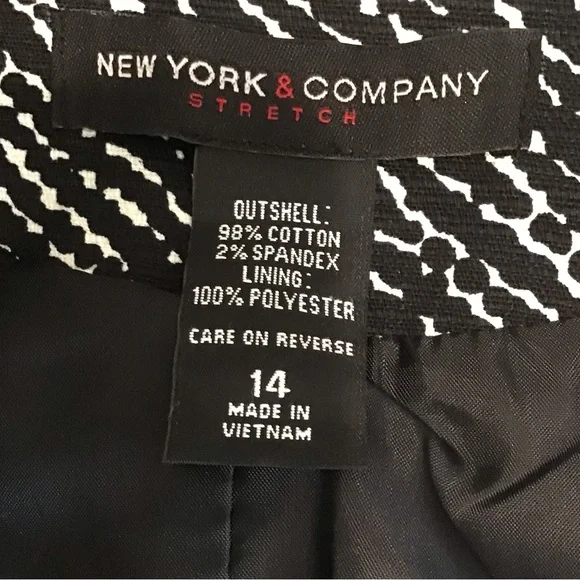 NEW YORK & COMPANY
STRETCH
OUTSHELL:
98% COTTON
2% SPANDEX
LINING:
100% POLYESTER
CARE ON REVERSE
14
MADE IN
VIETNAM